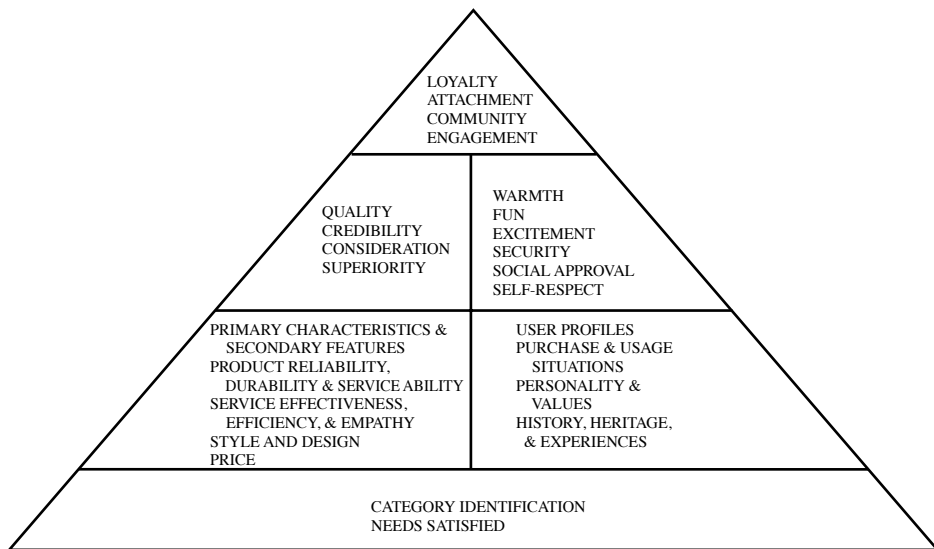 LOYALTY
ATTACHMENT
COMMUNITY
ENGAGEMENT
QUALITY
CREDIBILITY
CONSIDERATION
SUPERIORITY
WARMTH
FUN
EXCITEMENT
SECURITY
SOCIAL APPROVAL
SELF-RESPECT
PRIMARY CHARACTERISTICS &
SECONDARY FEATURES
PRODUCT RELIABILITY,
DURABILITY & SERVICE ABILITY
SERVICE EFFECTIVENESS,
EFFICIENCY, & EMPATHY
STYLE AND DESIGN
PRICE
USER PROFILES
PURCHASE & USAGE
SITUATIONS
PERSONALITY &
VALUES
HISTORY, HERITAGE,
& EXPERIENCES
CATEGORY IDENTIFICATION
NEEDS SATISFIED